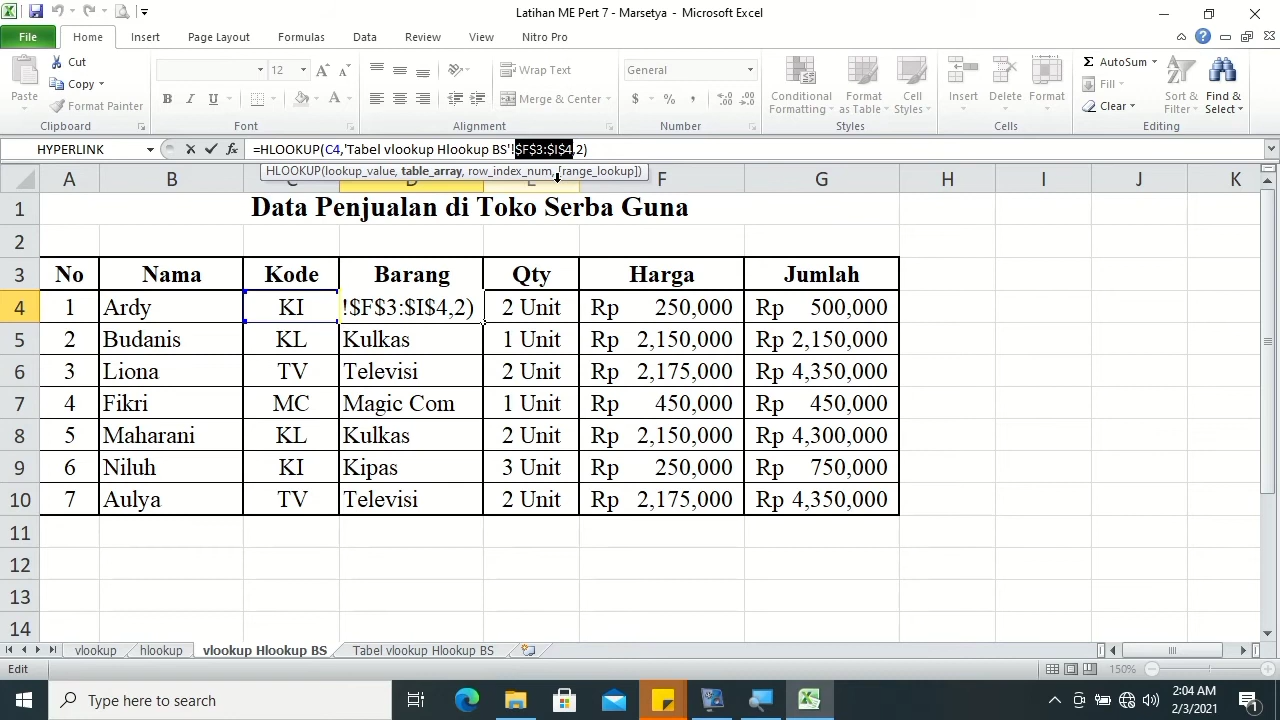 Latihan ME Pert 7 - Marsetya - Microsoft Excel
File Home Insert Page Layout Formulas Data Review View Nitro Pro
Paste Cut Copy Format Painter Clipboard
12 B I U A A A Font
Wrap Text Merge & Center Alignment
General $ % , Number
Conditional Formatting Format as Table Cell Styles Styles
Insert Delete Format Cells
Σ AutoSum Fill Clear Sort & Filter Find & Select Editing
HYPERLINK fx =HLOOKUP(C4,'Tabel vlookup Hlookup BS'!$F$3:$I$4,2)
HLOOKUP(lookup_value, table_array, row_index_num, [range_lookup])
A B F G H I J K
1 Data Penjualan di Toko Serba Guna
2
3 No Nama Kode Barang Qty Harga Jumlah
4 1 Ardy KI !$F$3:$I$4,2) 2 Unit Rp 250,000 Rp 500,000
5 2 Budanis KL Kulkas 1 Unit Rp 2,150,000 Rp 2,150,000
6 3 Liona TV Televisi 2 Unit Rp 2,175,000 Rp 4,350,000
7 4 Fikri MC Magic Com 1 Unit Rp 450,000 Rp 450,000
8 5 Maharani KL Kulkas 2 Unit Rp 2,150,000 Rp 4,300,000
9 6 Niluh KI Kipas 3 Unit Rp 250,000 Rp 750,000
10 7 Aulya TV Televisi 2 Unit Rp 2,175,000 Rp 4,350,000
11
12
13
14
vlookup hlookup vlookup Hlookup BS Tabel vlookup Hlookup BS
Edit 150%
Type here to search
2:04 AM
2/3/2021
1